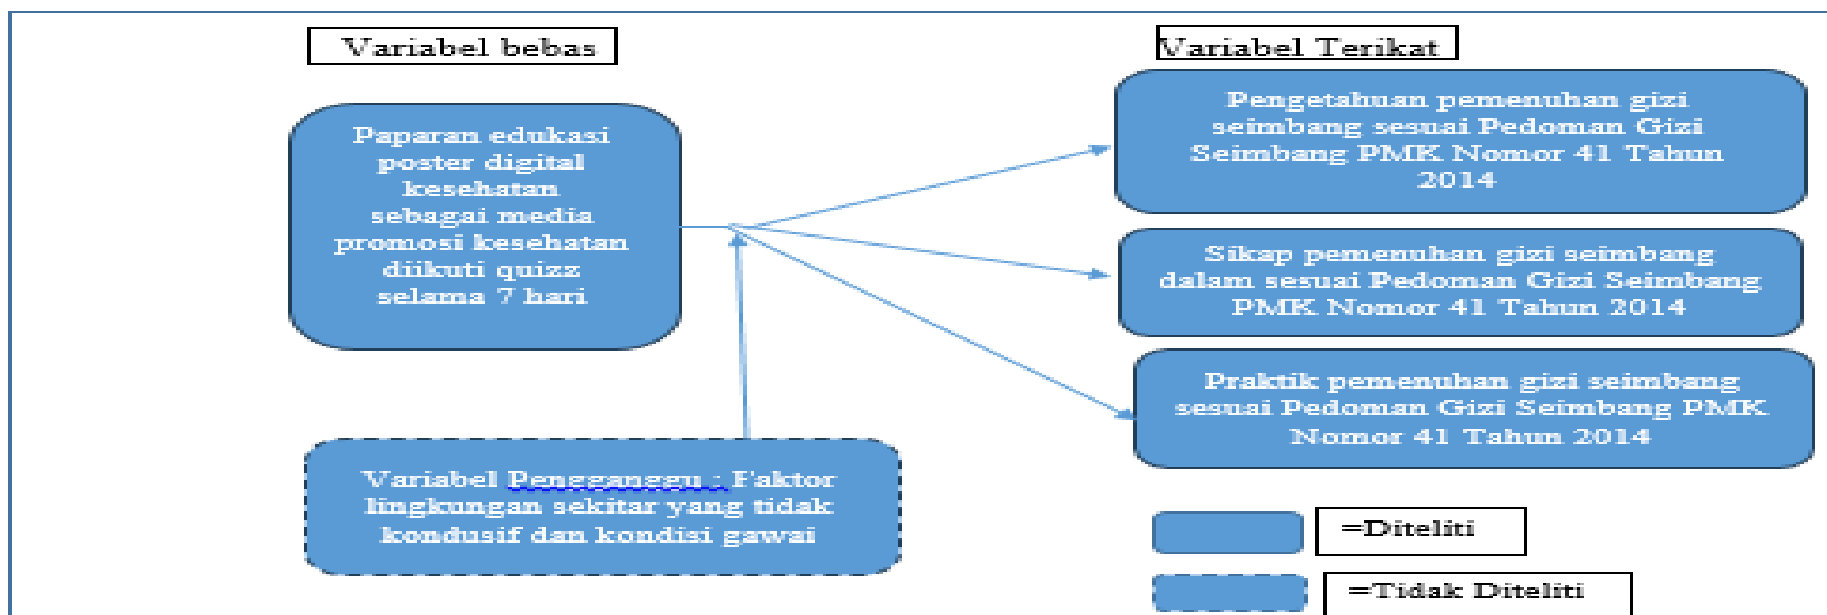 Variabel bebas
Variabel Terikat
Paparan edukasi
poster digital
kesehatan
sebagai media
promosi kesehatan
diikuti quizz
selama 7 hari
Pengetahuan pemenuhan gizi
seimbang sesuai Pedoman Gizi
Seimbang PMK Nomor 41 Tahun
2014
Sikap pemenuhan gizi seimbang
dalam sesuai Pedoman Gizi Seimbang
PMK Nomor 41 Tahun 2014
Praktik pemenuhan gizi seimbang
sesuai Pedoman Gizi Seimbang PMK
Nomor 41 Tahun 2014
Variabel Pengganggu : Faktor
lingkungan sekitar yang tidak
kondusif dan kondisi gawai
=Diteliti
=Tidak Diteliti